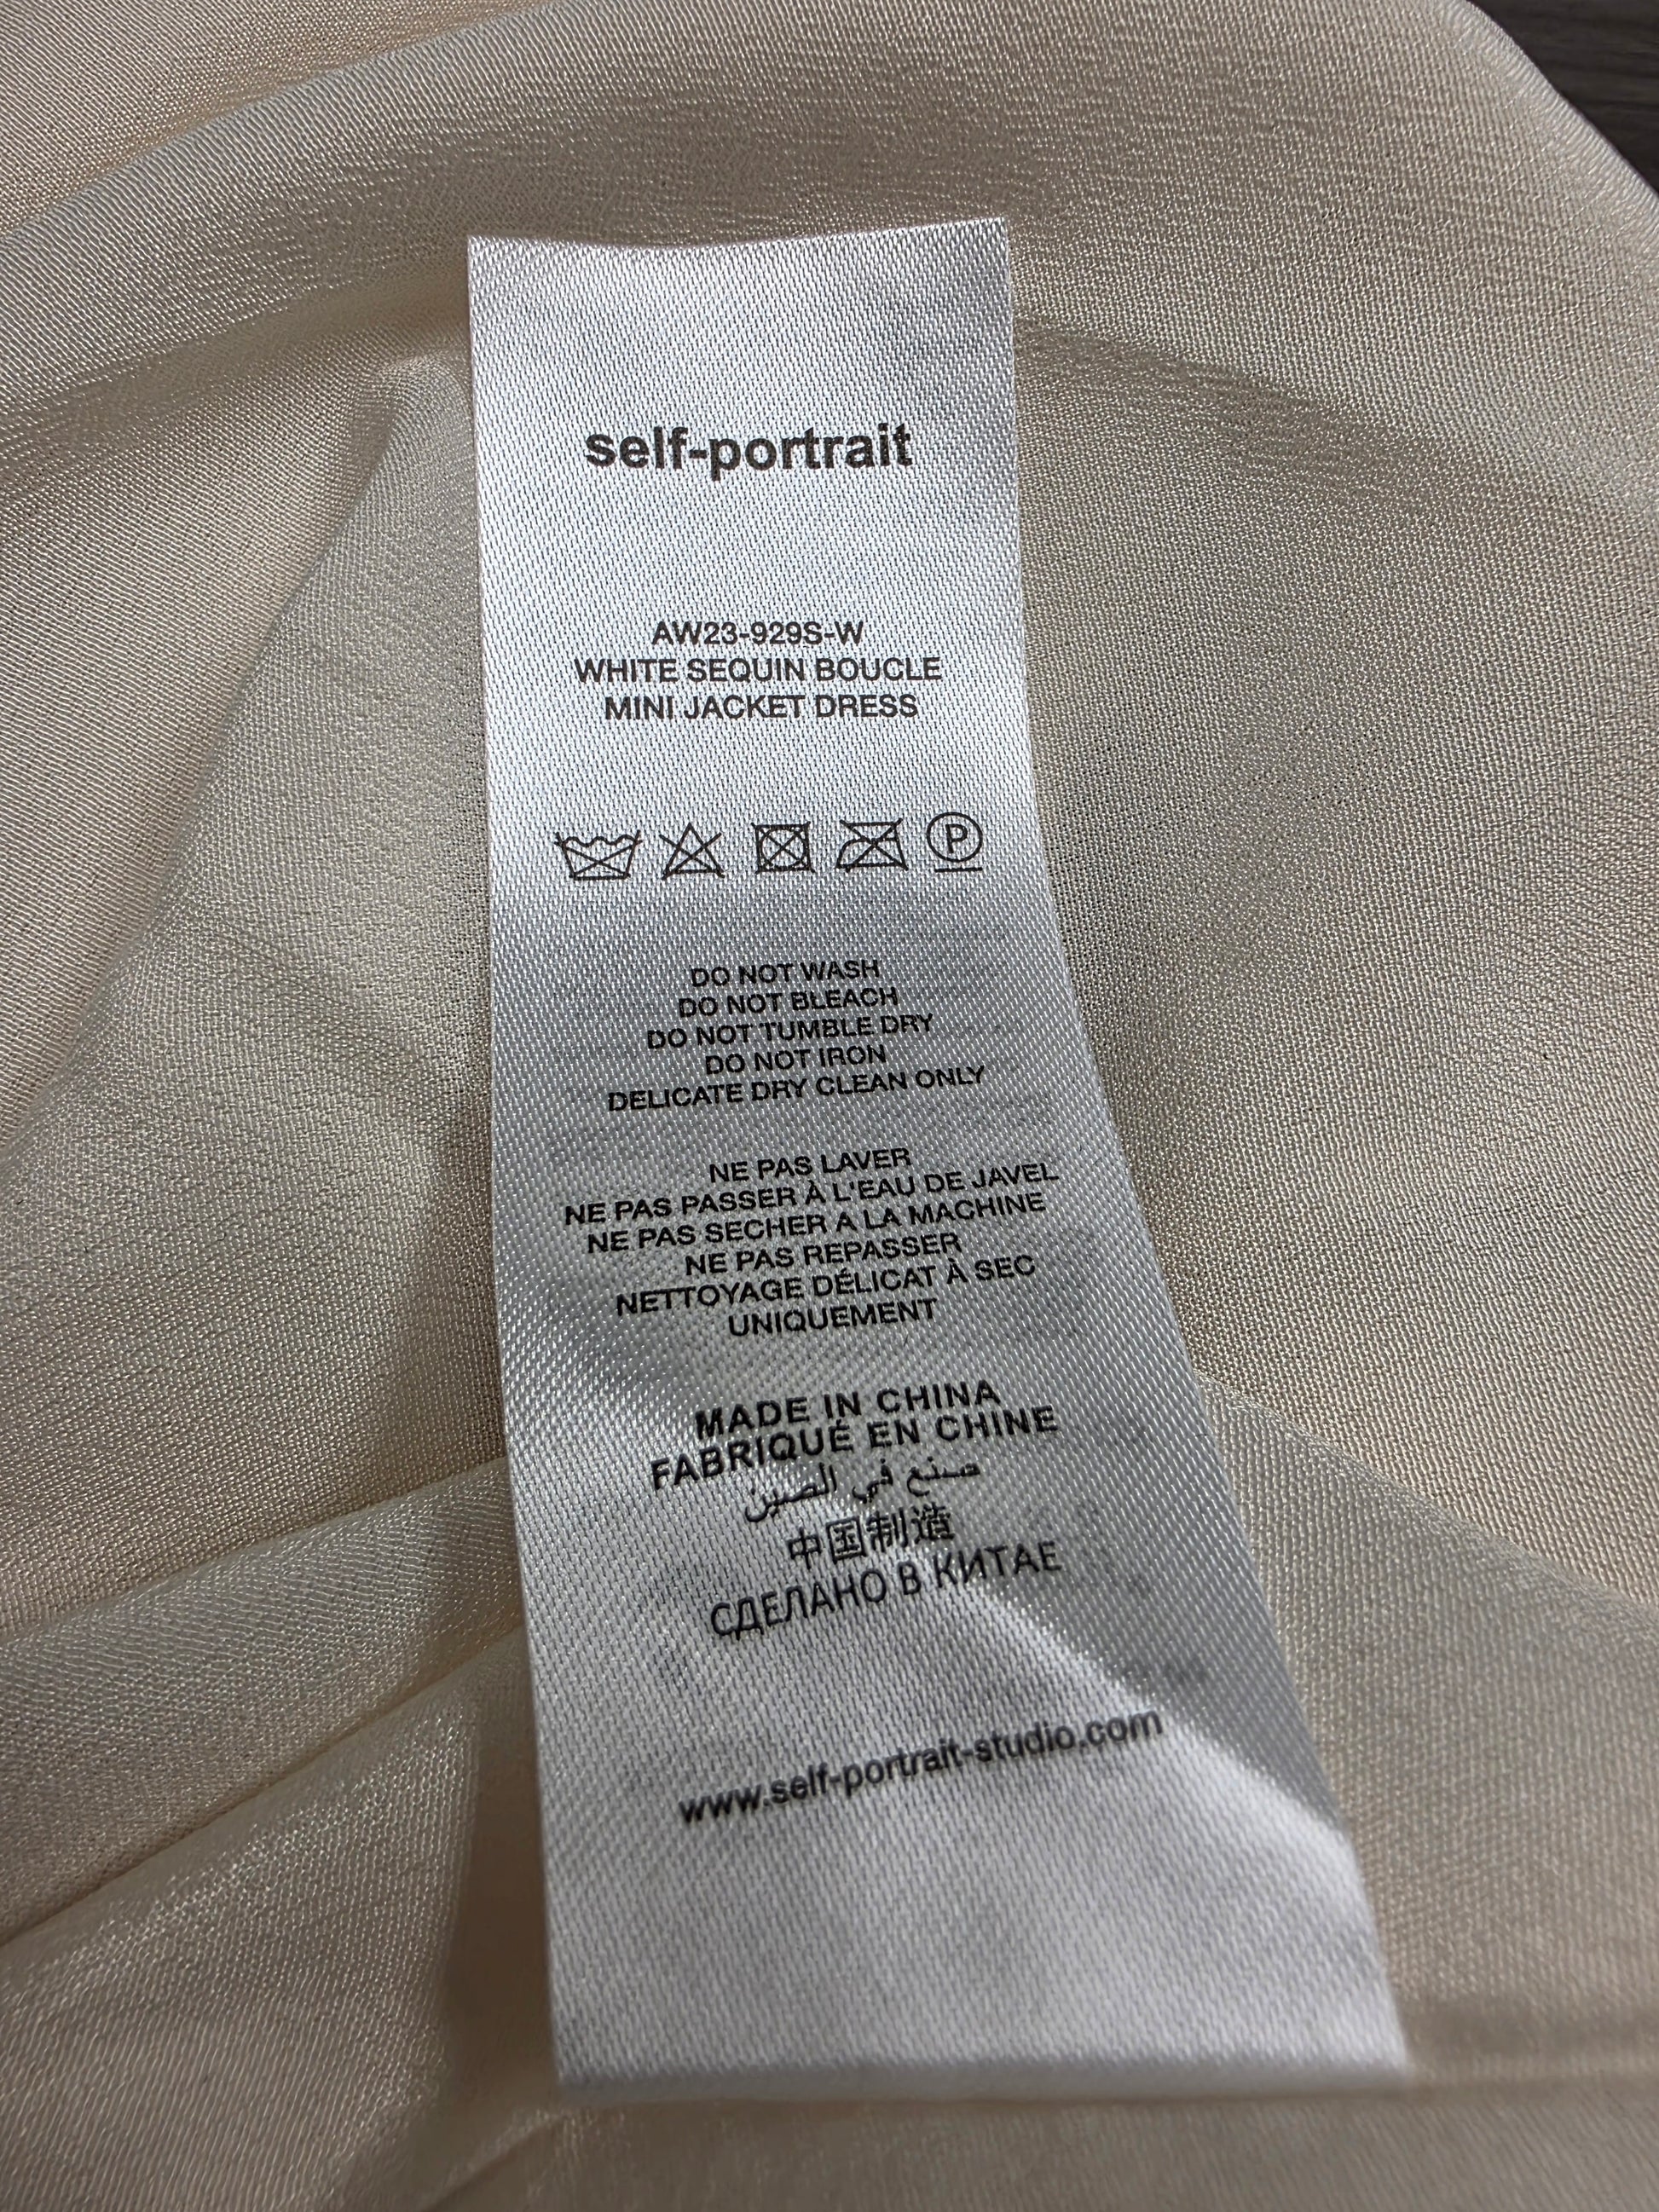 self-portrait
AW23-929S-W
WHITE SEQUIN BOUCLE
MINI JACKET DRESS
P
DO NOT WASH
DO NOT BLEACH
DO NOT TUMBLE DRY
DO NOT IRON
DELICATE DRY CLEAN ONLY
NE PAS LAVER
NE PAS PASSER À L'EAU DE JAVEL
NE PAS SECHER A LA MACHINE
NE PAS REPASSER
NETTOYAGE DÉLICAT À SEC
UNIQUEMENT
MADE IN CHINA
FABRIQUÉ EN CHINE
صنع في الصين
中国制造
СДЕЛАНО В КИТАЕ
www.self-portrait-studio.com